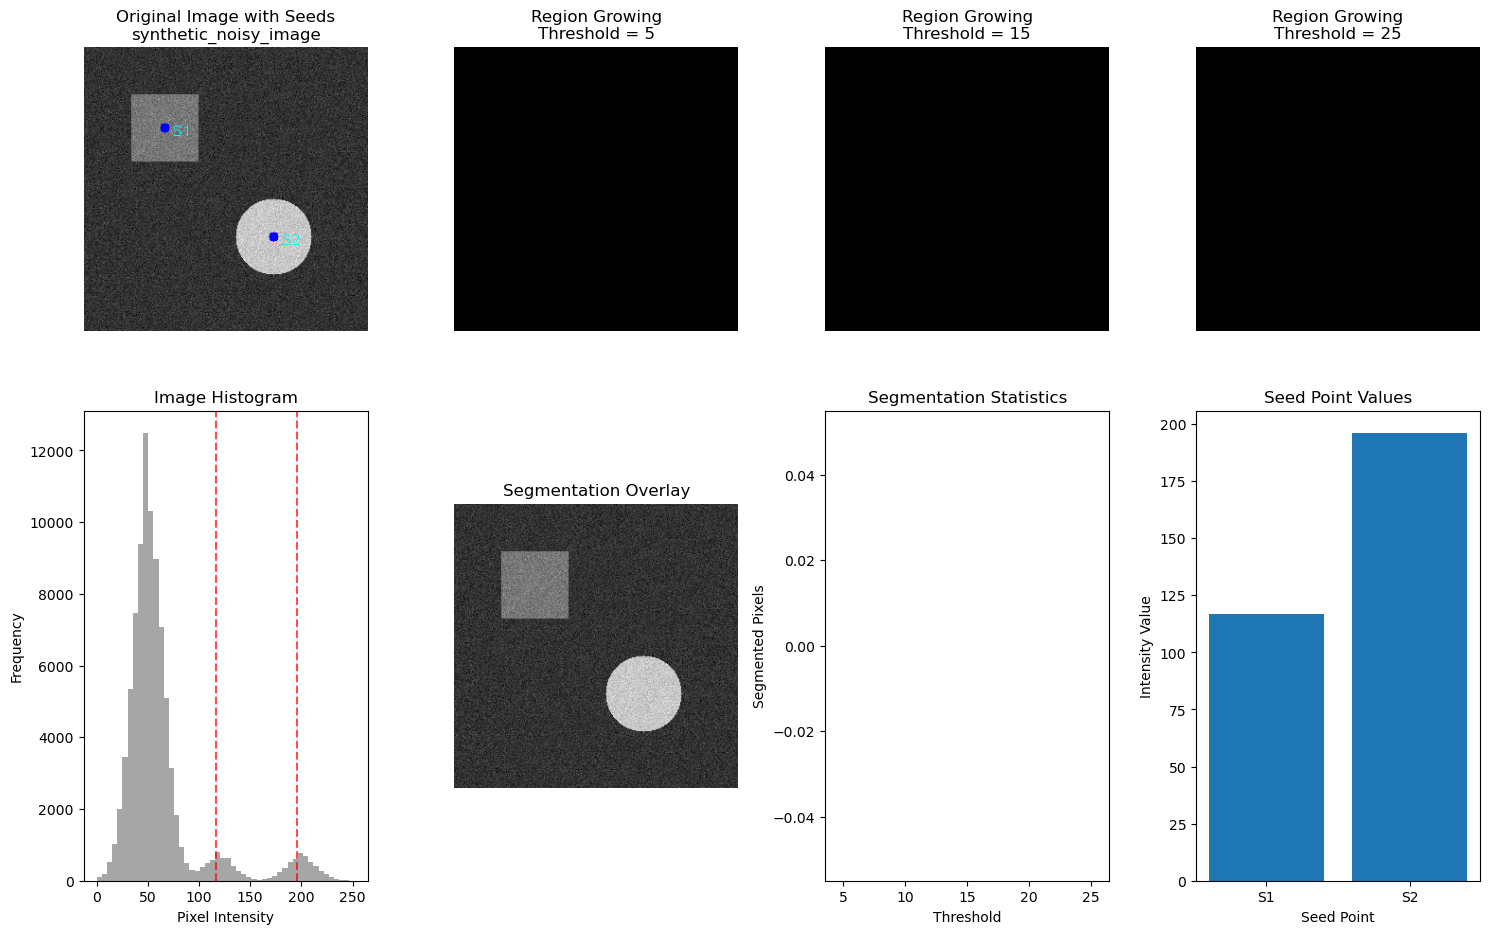 Original Image with Seeds
synthetic_noisy_image
S1
S2
Region Growing
Threshold = 5
Region Growing
Threshold = 15
Region Growing
Threshold = 25
Image Histogram
Frequency
12000
10000
8000
6000
4000
2000
0
0 50 100 150 200 250
Pixel Intensity
Segmentation Overlay
Segmentation Statistics
Segmented Pixels
0.04
0.02
0.00
−0.02
−0.04
5 10 15 20 25
Threshold
Seed Point Values
Intensity Value
200
175
150
125
100
75
50
25
0
S1 S2
Seed Point